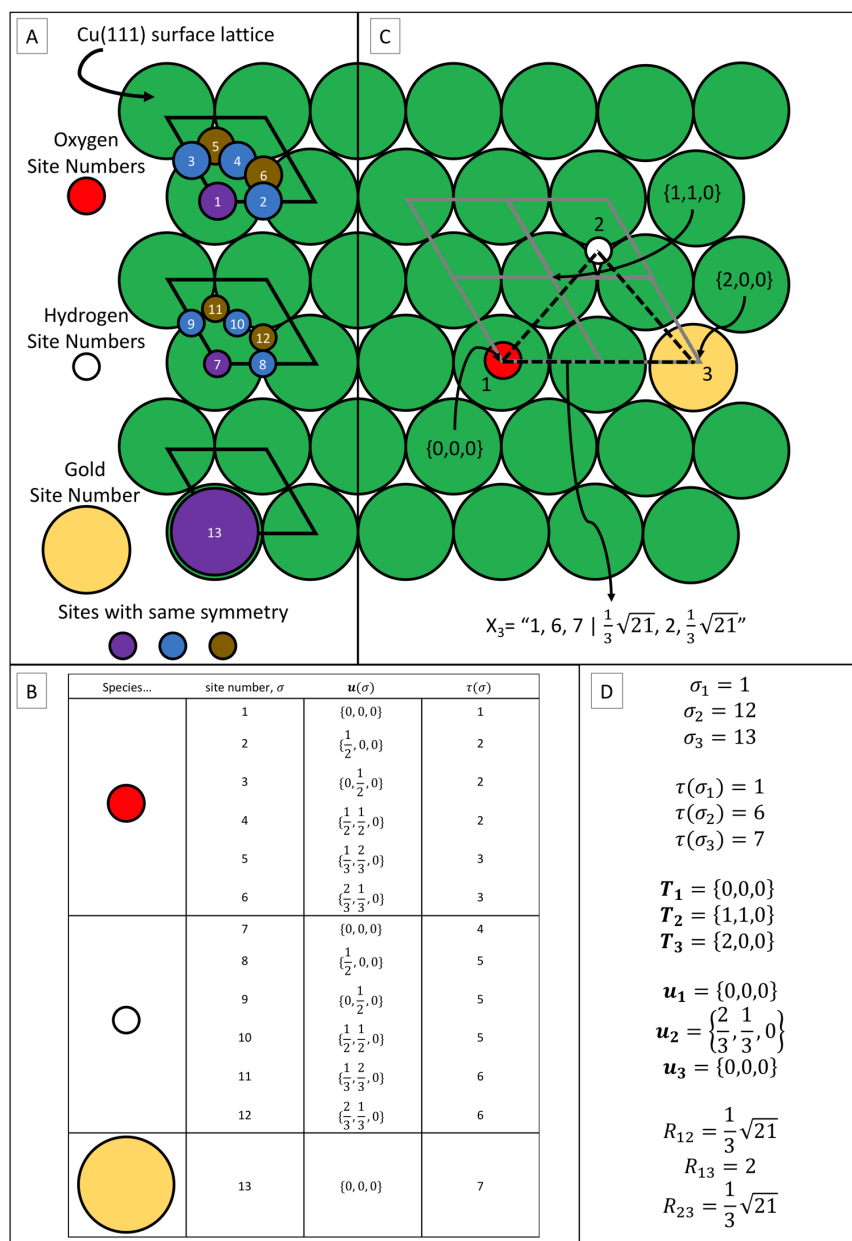 A
Cu(111) surface lattice
Oxygen
Site Numbers
5
3
4
6
1
2
Hydrogen
Site Numbers
11
9
10
12
7
8
Gold
Site Number
13
Sites with same symmetry
C
{1,1,0}
2
{2,0,0}
1
3
{0,0,0}
X₃= “1, 6, 7 | 1/3√21, 2, 1/3√21”
B
Species... site number, σ u(σ) τ(σ)
1 {0,0,0} 1
2 {1/2,0,0} 2
3 {0,1/2,0} 2
4 {1/2,1/2,0} 2
5 {1/3,2/3,0} 3
6 {2/3,1/3,0} 3
7 {0,0,0} 4
8 {1/2,0,0} 5
9 {0,1/2,0} 5
10 {1/2,1/2,0} 5
11 {1/3,2/3,0} 6
12 {2/3,1/3,0} 6
13 {0,0,0} 7
D
σ₁ = 1
σ₂ = 12
σ₃ = 13
τ(σ₁) = 1
τ(σ₂) = 6
τ(σ₃) = 7
T₁ = {0,0,0}
T₂ = {1,1,0}
T₃ = {2,0,0}
u₁ = {0,0,0}
u₂ = {2/3,1/3,0}
u₃ = {0,0,0}
R₁₂ = 1/3√21
R₁₃ = 2
R₂₃ = 1/3√21